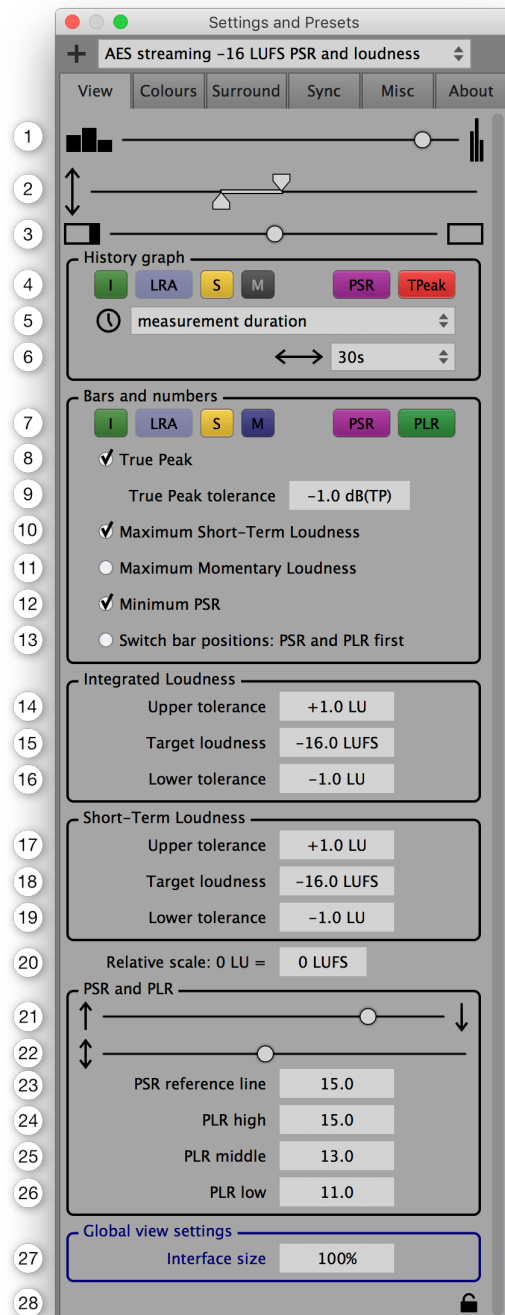 Settings and Presets
+ AES streaming -16 LUFS PSR and loudness
View Colours Surround Sync Misc About
1
2
3
History graph
4 I LRA S M PSR TPeak
5 measurement duration
6 30s
Bars and numbers
7 I LRA S M PSR PLR
8 True Peak
9 True Peak tolerance -1.0 dB(TP)
10 Maximum Short-Term Loudness
11 Maximum Momentary Loudness
12 Minimum PSR
13 Switch bar positions: PSR and PLR first
Integrated Loudness
14 Upper tolerance +1.0 LU
15 Target loudness -16.0 LUFS
16 Lower tolerance -1.0 LU
Short-Term Loudness
17 Upper tolerance +1.0 LU
18 Target loudness -16.0 LUFS
19 Lower tolerance -1.0 LU
20 Relative scale: 0 LU = 0 LUFS
PSR and PLR
21
22
23 PSR reference line 15.0
24 PLR high 15.0
25 PLR middle 13.0
26 PLR low 11.0
Global view settings
27 Interface size 100%
28